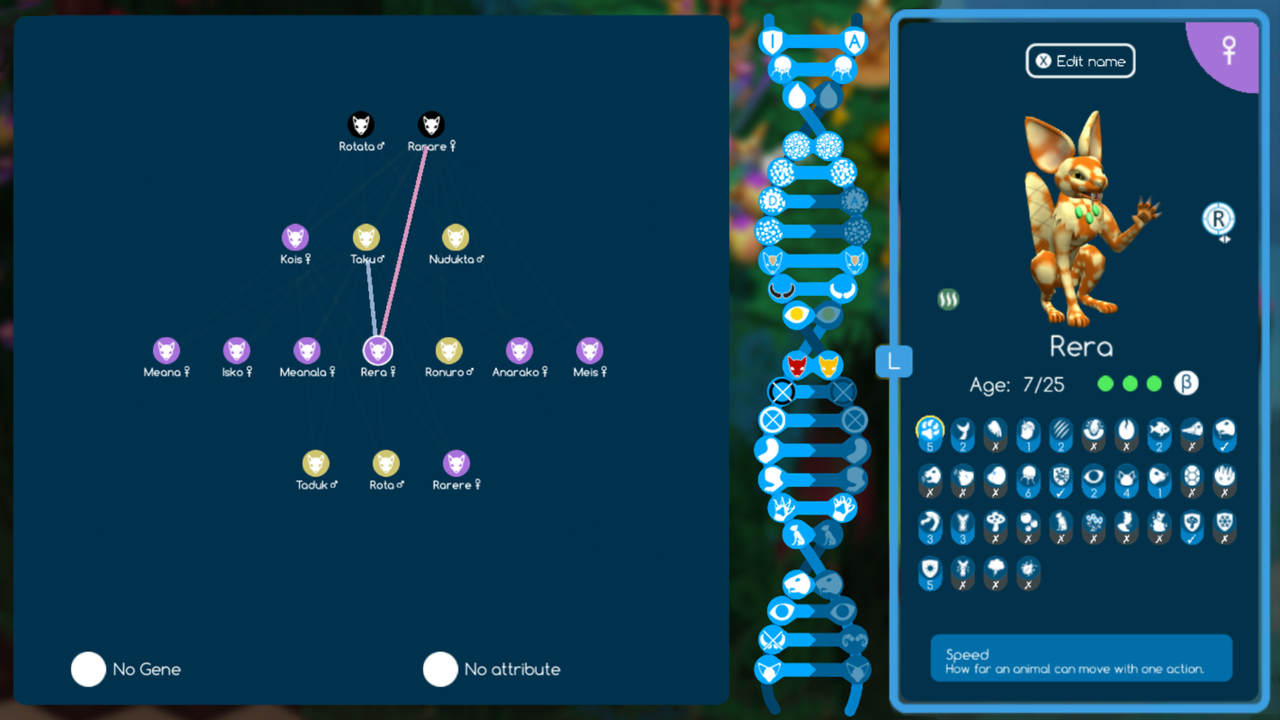 I A
X Edit name
♀
Rotata♂ Rarare♀
R
Kois♀ Taku♂ Nudukta♂
D A
L
Rera
Meana♀ Isko♀ Meanala♀ Rera♀ Ronuro♂ Anarako♀ Meis♀
Age: 7/25 β
5 2 x 1 2 x x 2 x ✓
x x x 6 ✓ 2 4 1 x x
Taduk♂ Rota♂ Rarere♀
3 3 x x x x x x ✓ x
5 x x x
No Gene No attribute
Speed
How far an animal can move with one action.